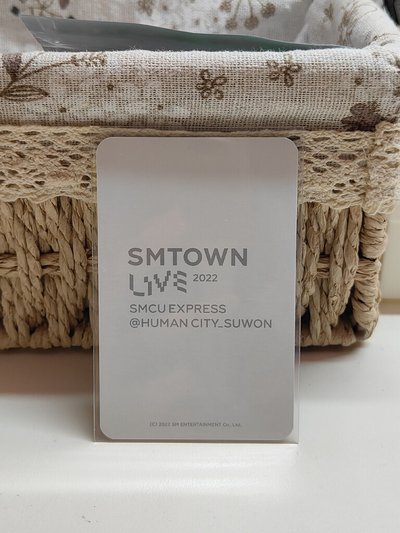 SMTOWN
LIVE 2022
SMCU EXPRESS
@HUMAN CITY_SUWON
(C) 2022 SM ENTERTAINMENT Co., Ltd.